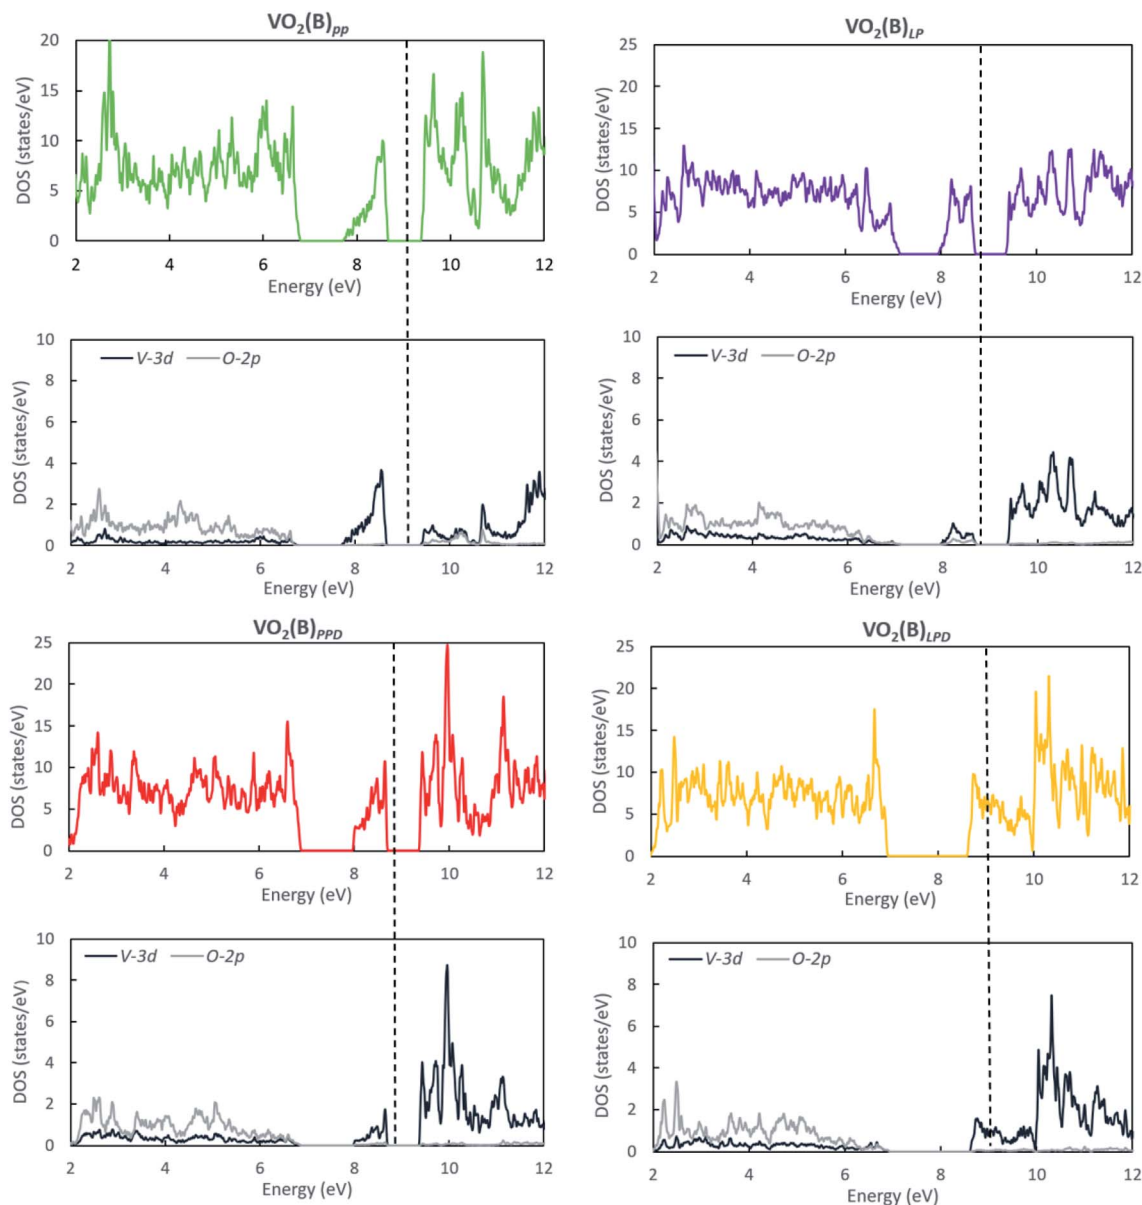 VO₂(B)pp
DOS (states/eV)
20
15
10
5
0
2 4 6 8 10 12
Energy (eV)
VO₂(B)LP
DOS (states/eV)
25
20
15
10
5
0
2 4 6 8 10 12
Energy (eV)
V-3d O-2p
DOS (states/eV)
10
8
6
4
2
0
2 4 6 8 10 12
Energy (eV)
V-3d O-2p
DOS (states/eV)
10
8
6
4
2
0
2 4 6 8 10 12
Energy (eV)
VO₂(B)PPD
DOS (states/eV)
25
20
15
10
5
0
2 4 6 8 10 12
Energy (eV)
VO₂(B)LPD
DOS (states/eV)
25
20
15
10
5
0
2 4 6 8 10 12
Energy (eV)
V-3d O-2p
DOS (states/eV)
10
8
6
4
2
0
2 4 6 8 10 12
Energy (eV)
V-3d O-2p
DOS (states/eV)
10
8
6
4
2
0
2 4 6 8 10 12
Energy (eV)